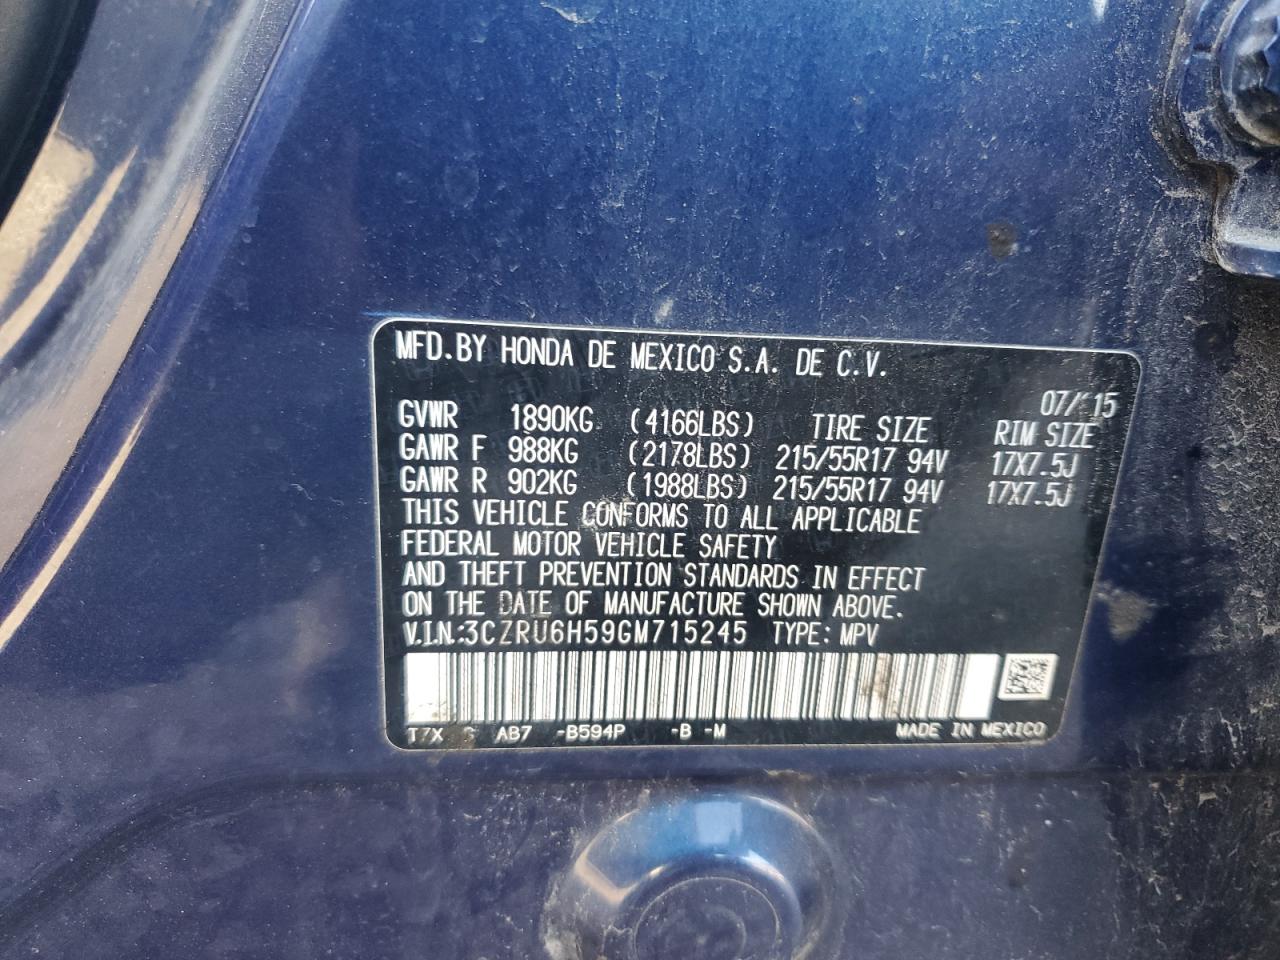 MFD.BY HONDA DE MEXICO S.A. DE C.V.
07/15
GVWR 1890KG (4166LBS) TIRE SIZE RIM SIZE
GAWR F 988KG (2178LBS) 215/55R17 94V 17X7.5J
GAWR R 902KG (1988LBS) 215/55R17 94V 17X7.5J
THIS VEHICLE CONFORMS TO ALL APPLICABLE
FEDERAL MOTOR VEHICLE SAFETY
AND THEFT PREVENTION STANDARDS IN EFFECT
ON THE DATE OF MANUFACTURE SHOWN ABOVE.
V.I.N.:3CZRU6H59GM715245 TYPE: MPV
T7X AB7 -B594P -B -M MADE IN MEXICO